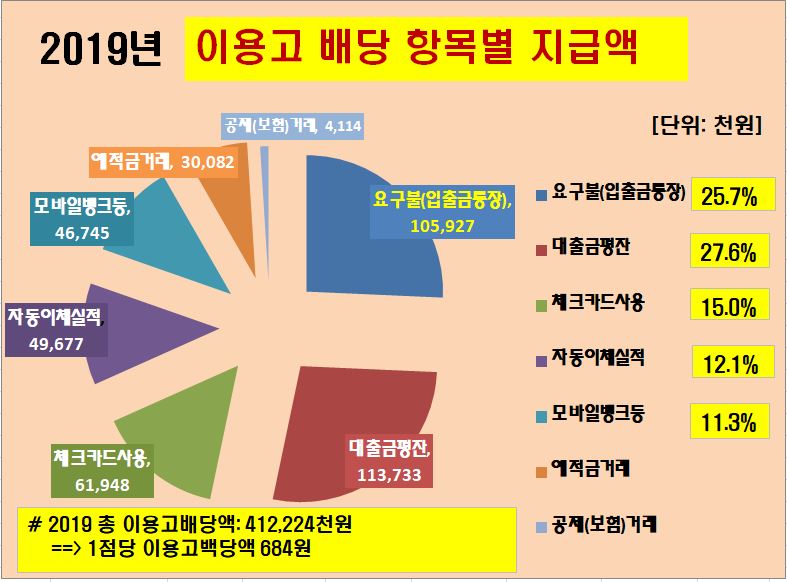 2019년 이용고 배당 항목별 지급액
[단위: 천원]
공제(보험)거래, 4,114
예적금거래, 30,082
모바일뱅크등,
46,745
자동이체실적,
49,677
체크카드사용,
61,948
대출금평잔,
113,733
요구불(입출금통장),
105,927
요구불(입출금통장) 25.7%
대출금평잔 27.6%
체크카드사용 15.0%
자동이체실적 12.1%
모바일뱅크등 11.3%
예적금거래
공제(보험)거래
# 2019 총 이용고배당액: 412,224천원
==> 1점당 이용고백당액 684원